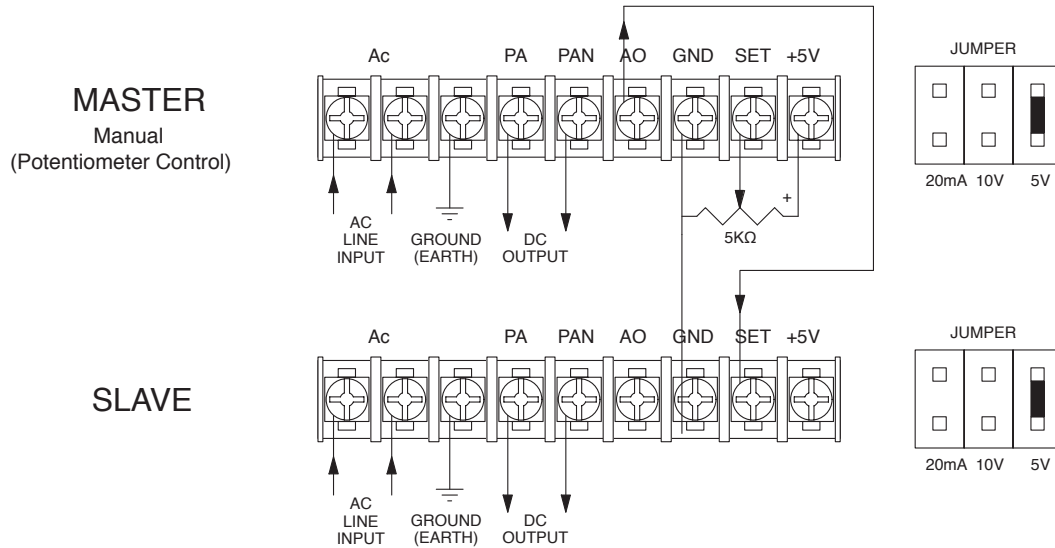 Ac PA PAN AO GND SET +5V
JUMPER
MASTER
Manual
(Potentiometer Control)
20mA 10V 5V
+
5KΩ
AC
LINE
INPUT
GROUND
(EARTH)
DC
OUTPUT
Ac PA PAN AO GND SET +5V
JUMPER
SLAVE
20mA 10V 5V
AC
LINE
INPUT
GROUND
(EARTH)
DC
OUTPUT